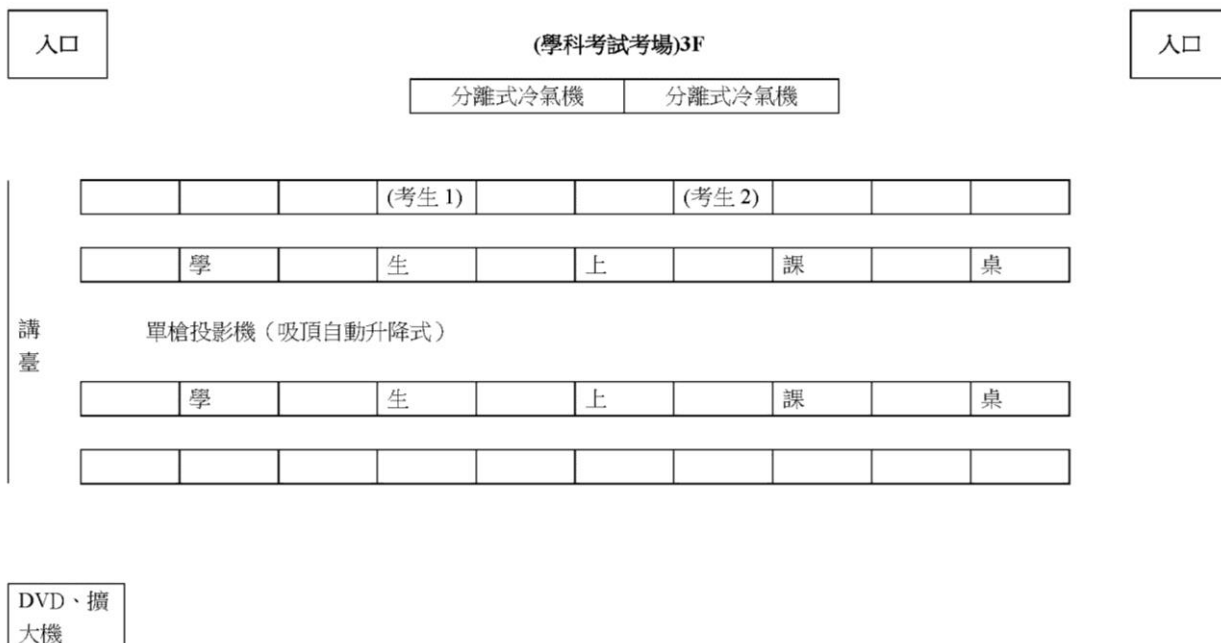 入口
(學科考試考場)3F
入口
分離式冷氣機 分離式冷氣機
(考生 1) (考生 2)
學 生 上 課 桌
講
臺
單槍投影機（吸頂自動升降式）
學 生 上 課 桌
DVD、擴
大機